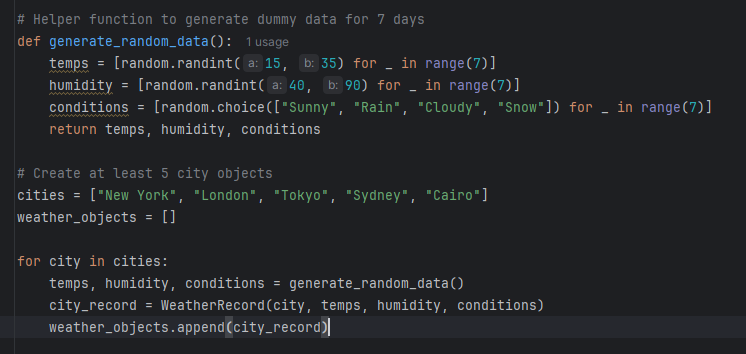 # Helper function to generate dummy data for 7 days
def generate_random_data(): 1 usage
    temps = [random.randint(a: 15, b: 35) for _ in range(7)]
    humidity = [random.randint(a: 40, b: 90) for _ in range(7)]
    conditions = [random.choice(["Sunny", "Rain", "Cloudy", "Snow"]) for _ in range(7)]
    return temps, humidity, conditions

# Create at least 5 city objects
cities = ["New York", "London", "Tokyo", "Sydney", "Cairo"]
weather_objects = []

for city in cities:
    temps, humidity, conditions = generate_random_data()
    city_record = WeatherRecord(city, temps, humidity, conditions)
    weather_objects.append(city_record)